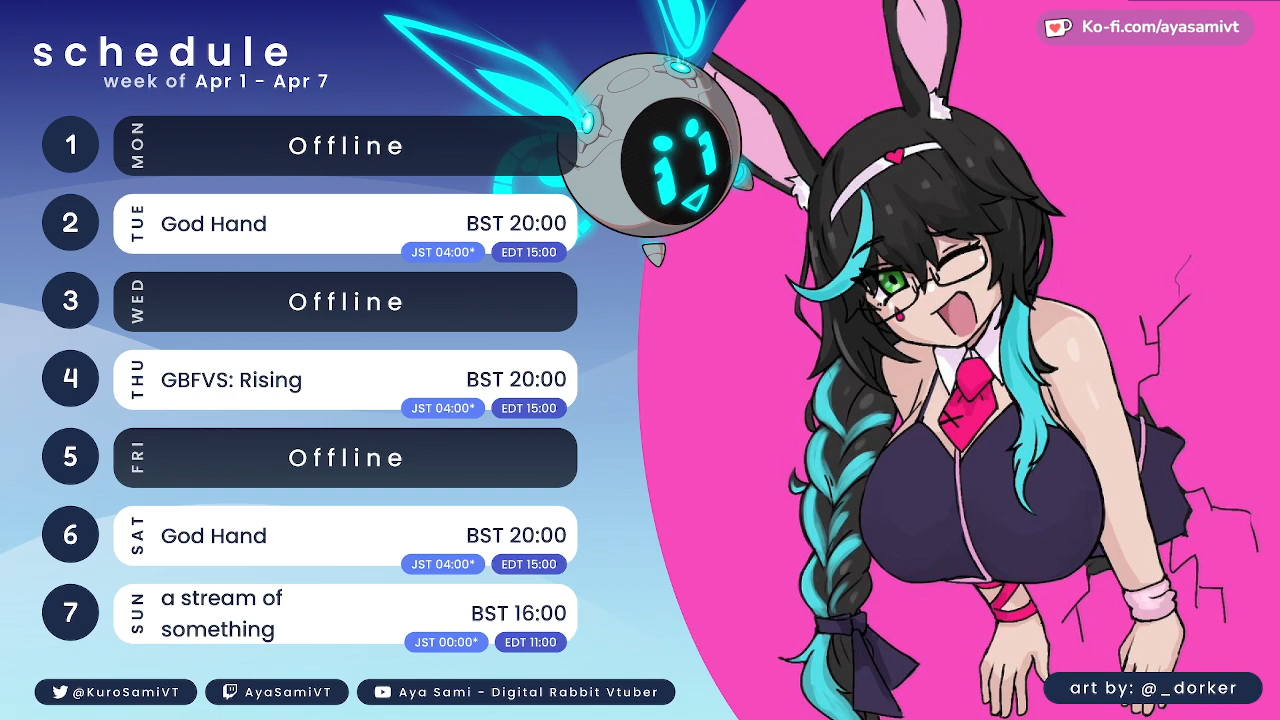 schedule
week of Apr 1 - Apr 7
Ko-fi.com/ayasamivt
1 MON Offline
2 TUE God Hand BST 20:00
JST 04:00* EDT 15:00
3 WED Offline
4 THU GBFVS: Rising BST 20:00
JST 04:00* EDT 15:00
5 FRI Offline
6 SAT God Hand BST 20:00
JST 04:00* EDT 15:00
7 SUN a stream of
something BST 16:00
JST 00:00* EDT 11:00
@KuroSamiVT AyaSamiVT Aya Sami - Digital Rabbit Vtuber
art by: @_dorker